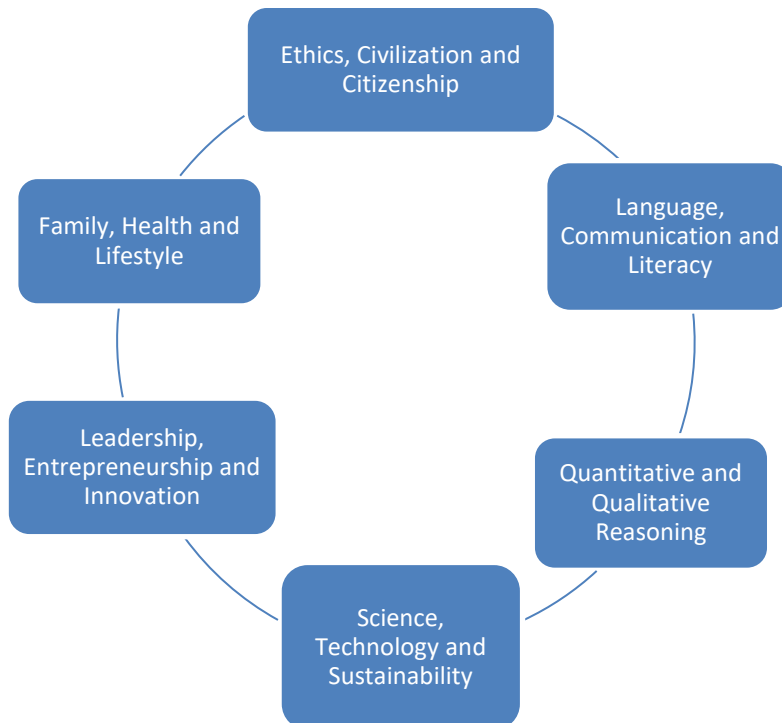 Ethics, Civilization and
Citizenship
Language,
Communication and
Literacy
Quantitative and
Qualitative
Reasoning
Science,
Technology and
Sustainability
Leadership,
Entrepreneurship and
Innovation
Family, Health and
Lifestyle